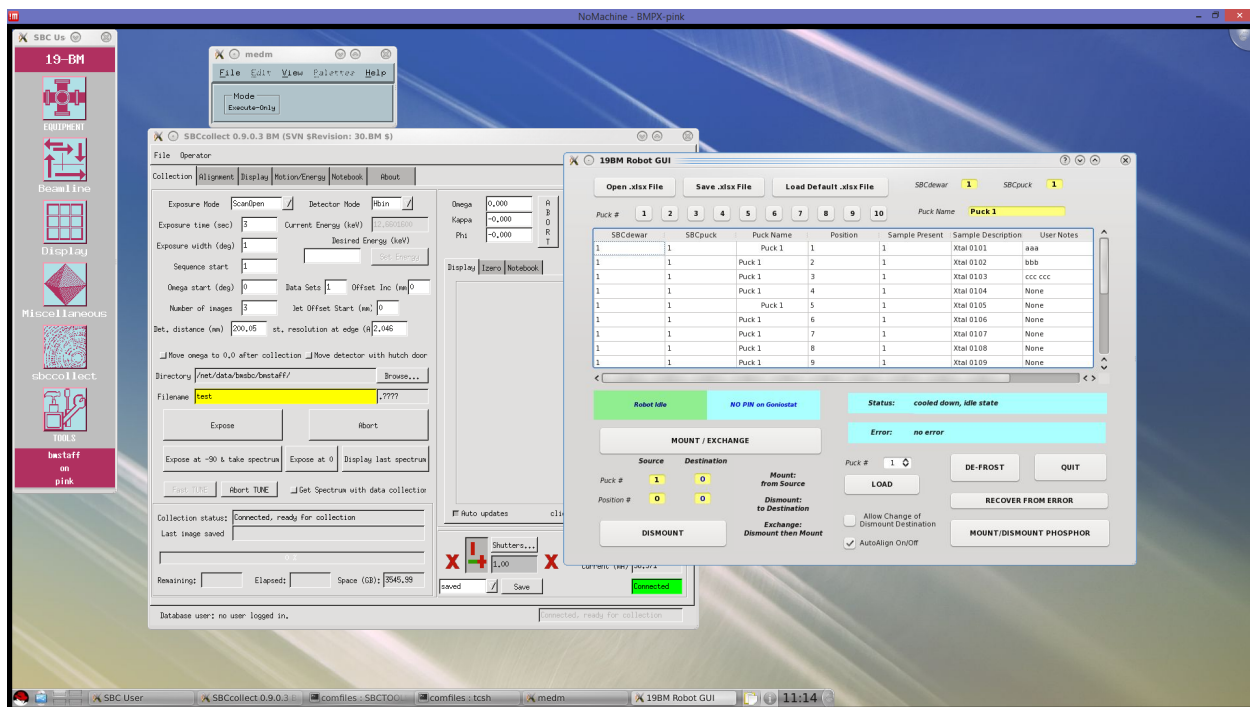 NoMachine - BMPX-pink
SBC Us
19-BM
EQUIPMENT
Beamline
Display
Miscellaneous
sbccollect
TOOLS
bmstaff
on
pink
medm
File Edit View Palettes Help
Mode
Execute-Only
SBCcollect 0.9.0.3 BM (SVN $Revision: 30.BM $)
File Operator
Collection Alignment Display Motion/Energy Notebook About
Exposure Mode ScanOpen Detector Mode Hbin
Exposure time (sec) 3 Current Energy (keV)
Exposure width (deg) 1 Desired Energy (keV)
Set Energy
Sequence start 1
Omega start (deg) 0 Data Sets 1 Offset Inc (mm 0
Number of images 3 Jet Offset Start (mm) 0
Det. distance (mm) 200.05 st. resolution at edge (A 2.046
Move omega to 0.0 after collection Move detector with hutch door
Directory /net/data/bmsbc/bmstaff/ Browse...
Filename test .????
Expose Abort
Expose at -90 & take spectrum Expose at 0 Display last spectrum
Fast TUNE Abort TUNE Get Spectrum with data collection
Collection status: Connected, ready for collection
Last image saved
0 %
Remaining: Elapsed: Space (GB): 3545.99
Database user: no user logged in.
Connected, ready for collection
Omega 0.000
Kappa -0.000
Phi -0.000
A
B
O
R
T
Display Izero Notebook
Auto updates cli
Shutters...
1.00
X X
saved Save
Current (mA)
Connected
19BM Robot GUI
Open .xlsx File Save .xlsx File Load Default .xlsx File SBCdewar 1 SBCpuck 1
Puck # 1 2 3 4 5 6 7 8 9 10 Puck Name Puck 1
SBCdewar SBCpuck Puck Name Position Sample Present Sample Description User Notes
1 1 Puck 1 1 1 Xtal 0101 aaa
1 1 Puck 1 2 1 Xtal 0102 bbb
1 1 Puck 1 3 1 Xtal 0103 ccc ccc
1 1 Puck 1 4 1 Xtal 0104 None
1 1 Puck 1 5 1 Xtal 0105 None
1 1 Puck 1 6 1 Xtal 0106 None
1 1 Puck 1 7 1 Xtal 0107 None
1 1 Puck 1 8 1 Xtal 0108 None
1 1 Puck 1 9 1 Xtal 0109 None
Robot Idle NO PIN on Goniostat Status: cooled down, idle state
Error: no error
MOUNT / EXCHANGE
Source Destination
Puck # 1 0
Position # 0 0
Mount:
from Source
Dismount:
to Destination
Exchange:
Dismount then Mount
DISMOUNT
Puck # 1
LOAD
Allow Change of
Dismount Destination
AutoAlign On/Off
DE-FROST QUIT
RECOVER FROM ERROR
MOUNT/DISMOUNT PHOSPHOR
SBC User SBCcollect 0.9.0.3 comfiles : SBCTOO comfiles : tcsh medm 19BM Robot GUI 11:14